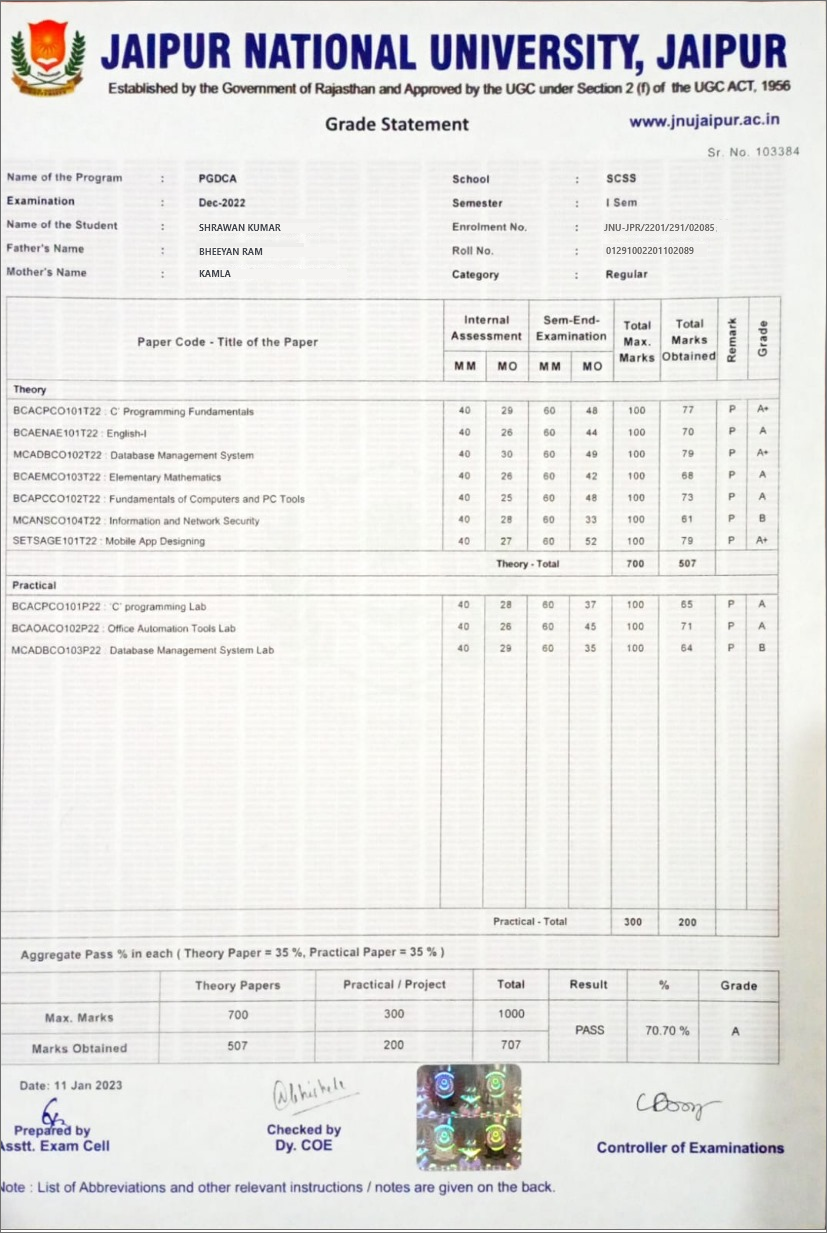 JAIPUR NATIONAL UNIVERSITY, JAIPUR
Established by the Government of Rajasthan and Approved by the UGC under Section 2 (f) of the UGC ACT, 1956
Grade Statement
www.jnujaipur.ac.in
Sr. No. 103384
Name of the Program : PGDCA School : SCSS
Examination : Dec-2022 Semester : I Sem
Name of the Student : SHRAWAN KUMAR Enrolment No. : JNU-JPR/2201/291/02085
Father's Name : BHEEYAN RAM Roll No. : 01291002201102089
Mother's Name : KAMLA Category : Regular
Paper Code - Title of the Paper Internal Assessment Sem-End-Examination Total Max. Marks Total Marks Obtained Remark Grade
MM MO MM MO
Theory
BCACPCO101T22 : C' Programming Fundamentals 40 29 60 48 100 77 P A+
BCAENAE101T22 : English-I 40 26 60 44 100 70 P A
MCADBCO102T22 : Database Management System 40 30 60 49 100 79 P A+
BCAEMCO103T22 : Elementary Mathematics 40 26 60 42 100 68 P A
BCAPCCO102T22 : Fundamentals of Computers and PC Tools 40 25 60 48 100 73 P A
MCANSCO104T22 : Information and Network Security 40 28 60 33 100 61 P B
SETSAGE101T22 : Mobile App Designing 40 27 60 52 100 79 P A+
Theory - Total 700 507
Practical
BCACPCO101P22 : 'C' programming Lab 40 28 60 37 100 65 P A
BCAOACO102P22 : Office Automation Tools Lab 40 26 60 45 100 71 P A
MCADBCO103P22 : Database Management System Lab 40 29 60 35 100 64 P B
Practical - Total 300 200
Aggregate Pass % in each ( Theory Paper = 35 %, Practical Paper = 35 % )
Theory Papers Practical / Project Total Result % Grade
Max. Marks 700 300 1000
PASS 70.70 % A
Marks Obtained 507 200 707
Date: 11 Jan 2023
Prepared by
Asstt. Exam Cell
Abhishek
Checked by
Dy. COE
Controller of Examinations
Note : List of Abbreviations and other relevant instructions / notes are given on the back.